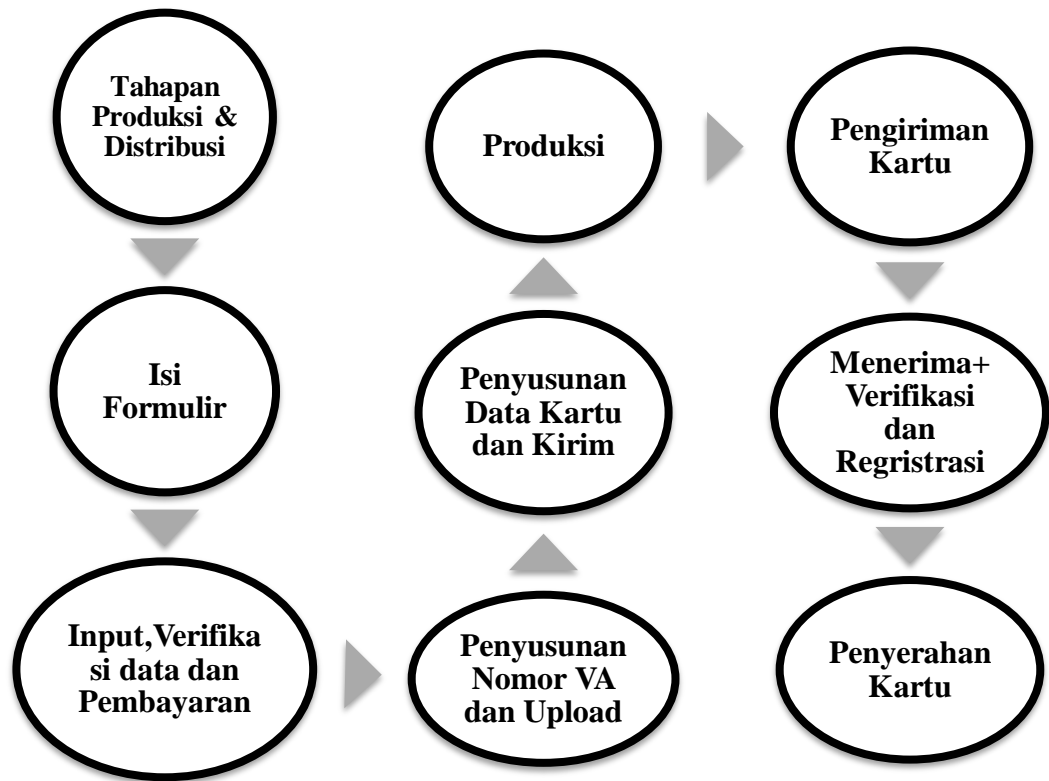 Tahapan
Produksi &
Distribusi
Isi
Formulir
Input,Verifika
si data dan
Pembayaran
Penyusunan
Nomor VA
dan Upload
Penyusunan
Data Kartu
dan Kirim
Produksi
Pengiriman
Kartu
Menerima+
Verifikasi
dan
Regristrasi
Penyerahan
Kartu